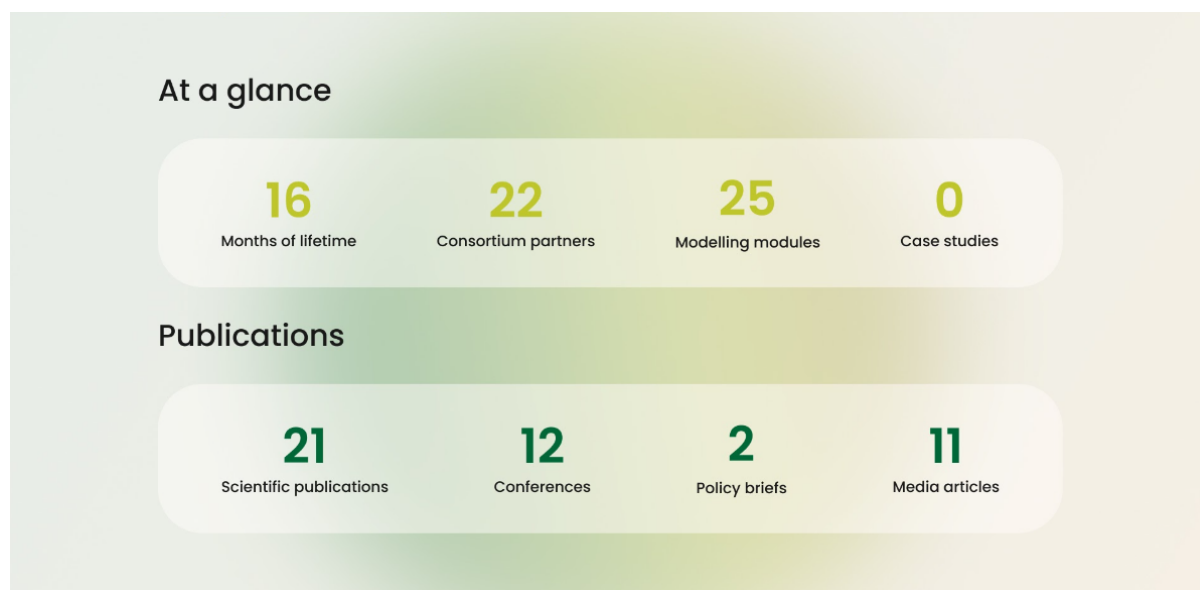 At a glance
16 22 25 0
Months of lifetime Consortium partners Modelling modules Case studies
Publications
21 12 2 11
Scientific publications Conferences Policy briefs Media articles